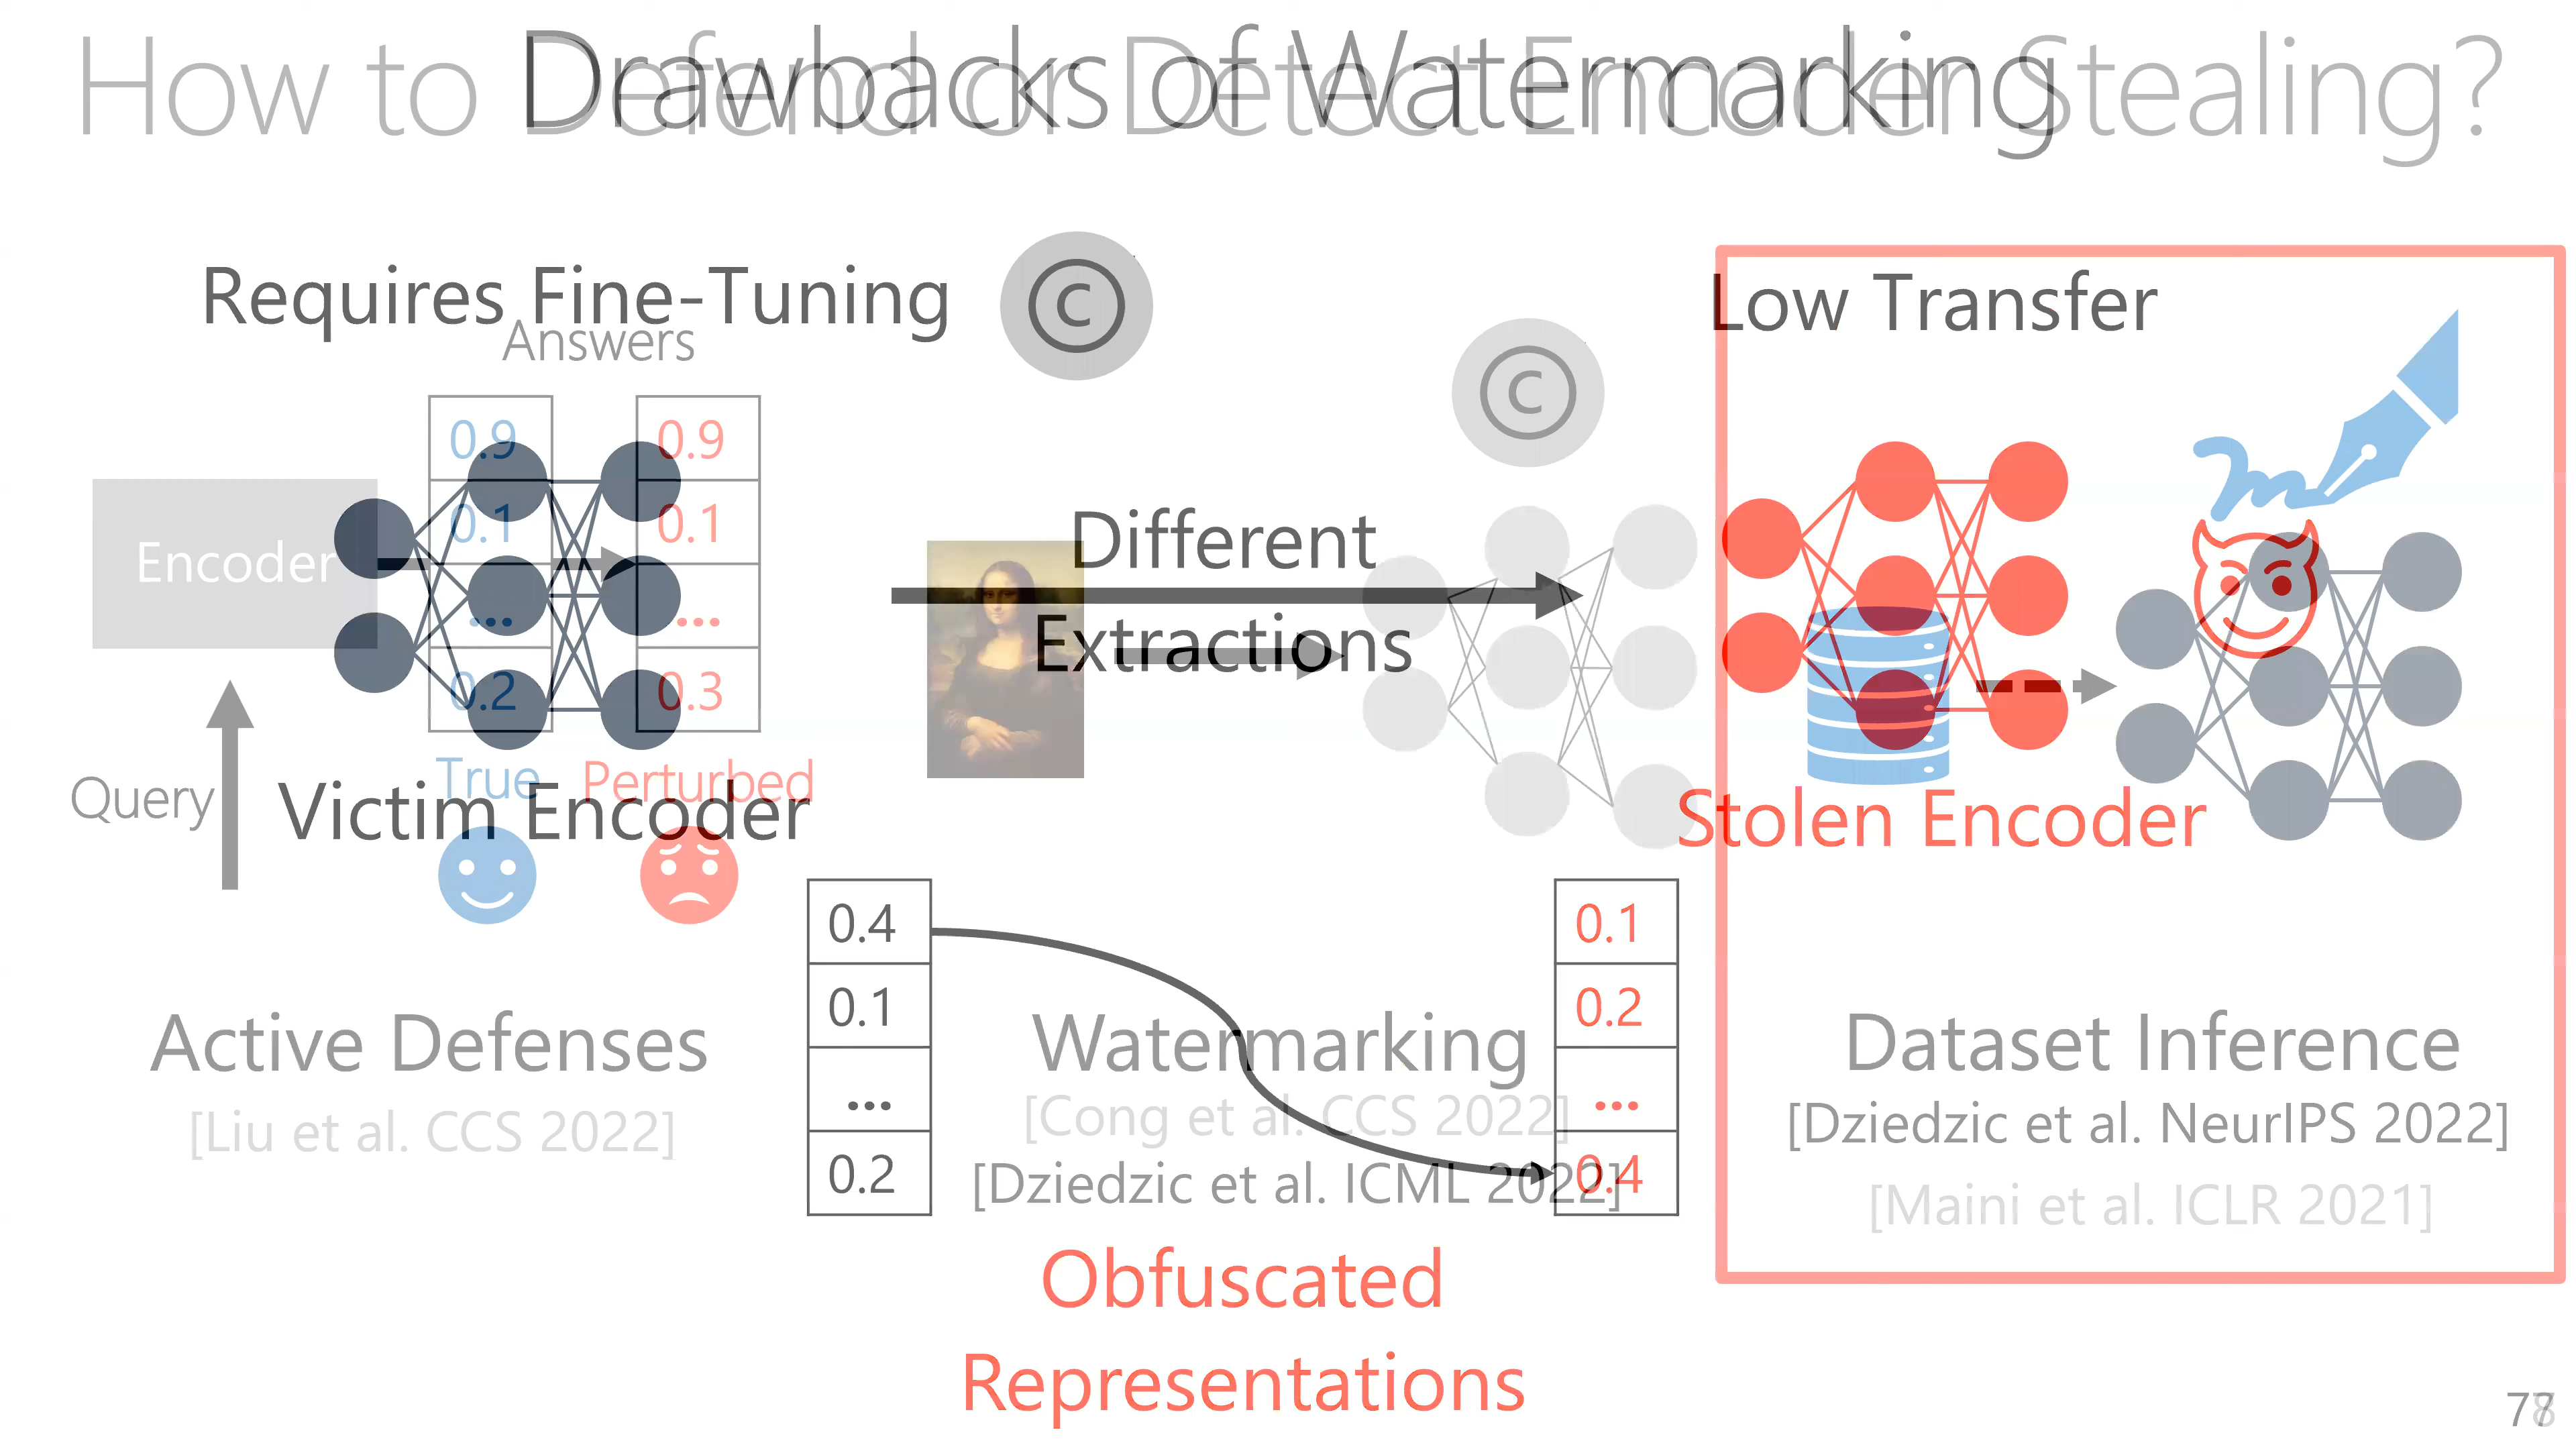 How to Defend or Detect Encoder Stealing?
Drawbacks of Watermarking
Requires Fine-Tuning
©
Low Transfer
Answers
©
0.9
0.9
0.1
0.1
Encoder
...
...
0.2
0.3
Different
Extractions
True
Perturbed
Query
Victim Encoder
Stolen Encoder
0.4
0.1
...
0.2
0.1
0.2
...
0.4
Active Defenses
[Liu et al. CCS 2022]
Watermarking
[Cong et al. CCS 2022]
[Dziedzic et al. ICML 2022]
Dataset Inference
[Dziedzic et al. NeurIPS 2022]
[Maini et al. ICLR 2021]
Obfuscated
Representations